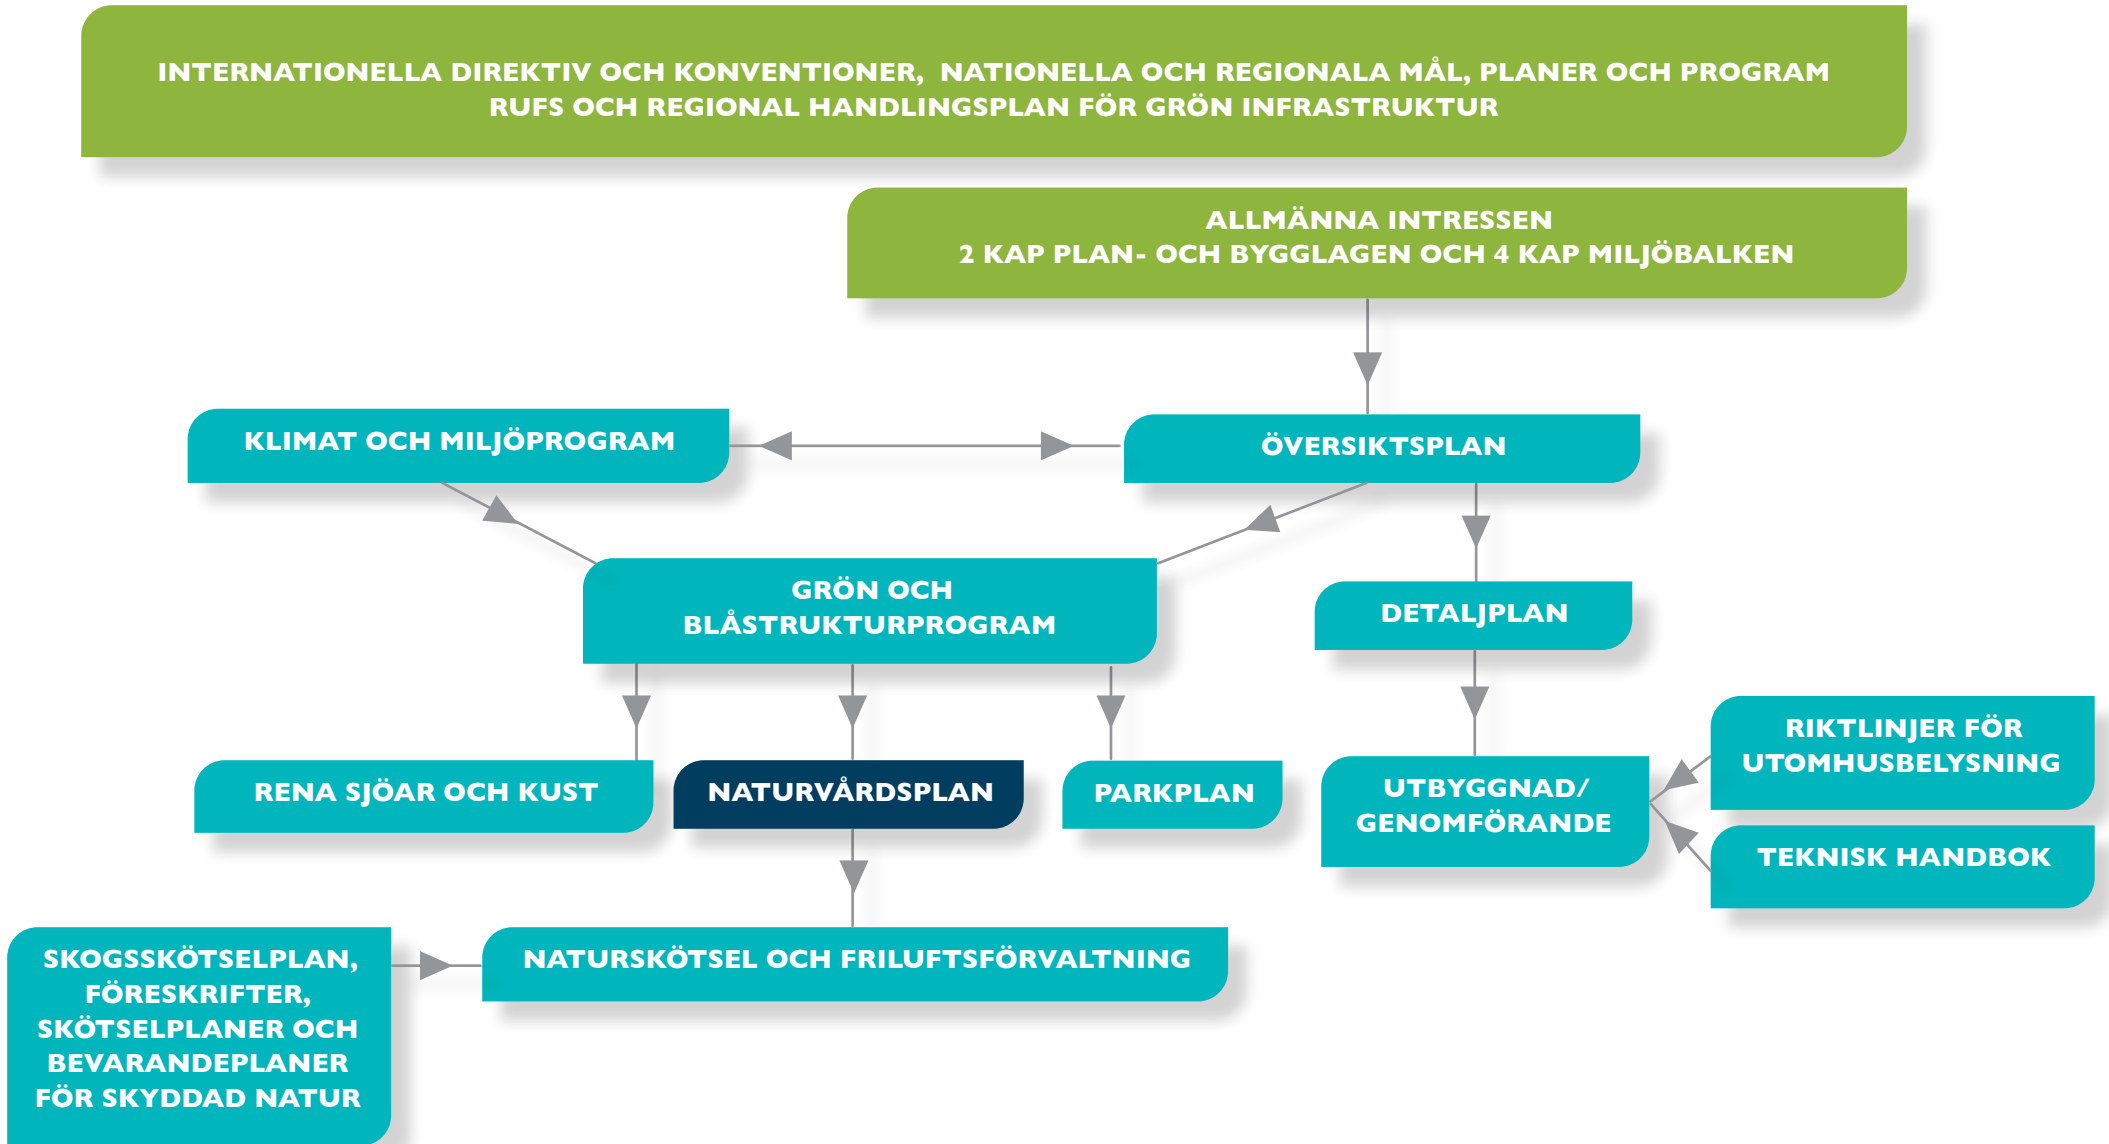 INTERNATIONELLA DIREKTIV OCH KONVENTIONER, NATIONELLA OCH REGIONALA MÅL, PLANER OCH PROGRAM
RUFS OCH REGIONAL HANDLINGSPLAN FÖR GRÖN INFRASTRUKTUR
ALLMÄNNA INTRESSEN
2 KAP PLAN- OCH BYGGLAGEN OCH 4 KAP MILJÖBALKEN
KLIMAT OCH MILJÖPROGRAM
ÖVERSIKTSPLAN
GRÖN OCH
BLÅSTRUKTURPROGRAM
DETALJPLAN
RENA SJÖAR OCH KUST
NATURVÅRDSPLAN
PARKPLAN
UTBYGGNAD/
GENOMFÖRANDE
RIKTLINJER FÖR
UTOMHUSBELYSNING
TEKNISK HANDBOK
SKOGSSKÖTSELPLAN,
FÖRESKRIFTER,
SKÖTSELPLANER OCH
BEVARANDEPLANER
FÖR SKYDDAD NATUR
NATURSKÖTSEL OCH FRILUFTSFÖRVALTNING